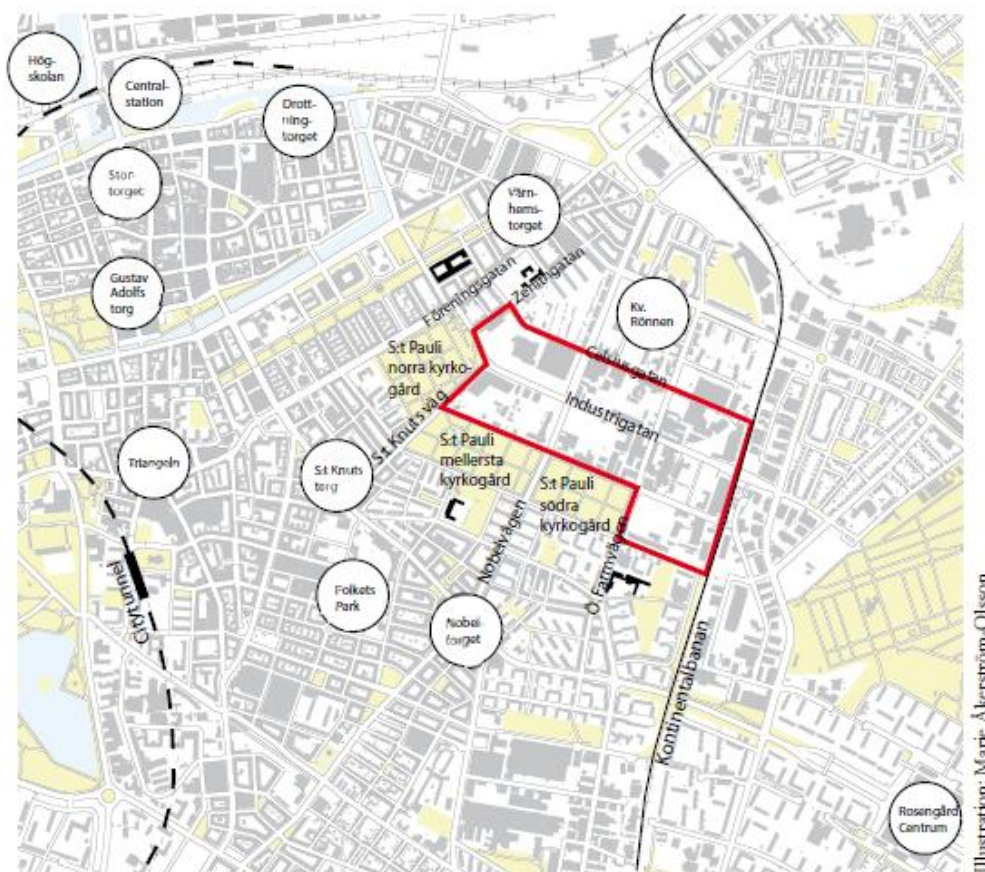 Hög-
skolan
Central-
station
Drott-
ning-
torget
Stor-
torget
Värn-
hems-
torget
Gustav
Adolfs
torg
Föreningsgatan
Zenithgatan
Kv.
Rönnen
S:t Pauli
norra kyrko-
gård
Celsiusgatan
Industrigatan
S:t Knuts väg
Triangeln
S:t Knuts
torg
S:t Pauli
mellersta
kyrkogård
S:t Pauli
södra
kyrkogård
Nobelvägen
Ö Farmvägen
Citytunnel
Folkets
Park
Nobel
torget
Kontinentalbanan
Rosengård
Centrum
Illustration: Marie Åkerström-Olsson